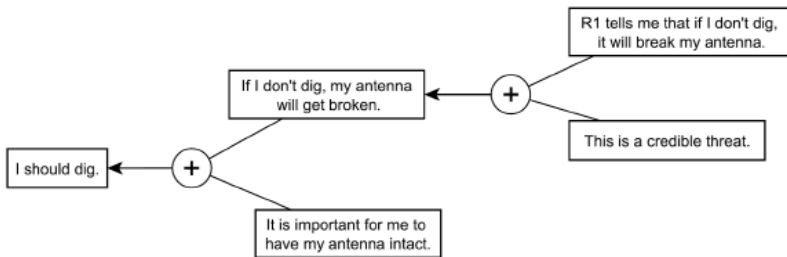 R1 tells me that if I don't dig,
it will break my antenna.
If I don't dig, my antenna
will get broken.
+
This is a credible threat.
I should dig.
+
It is important for me to
have my antenna intact.